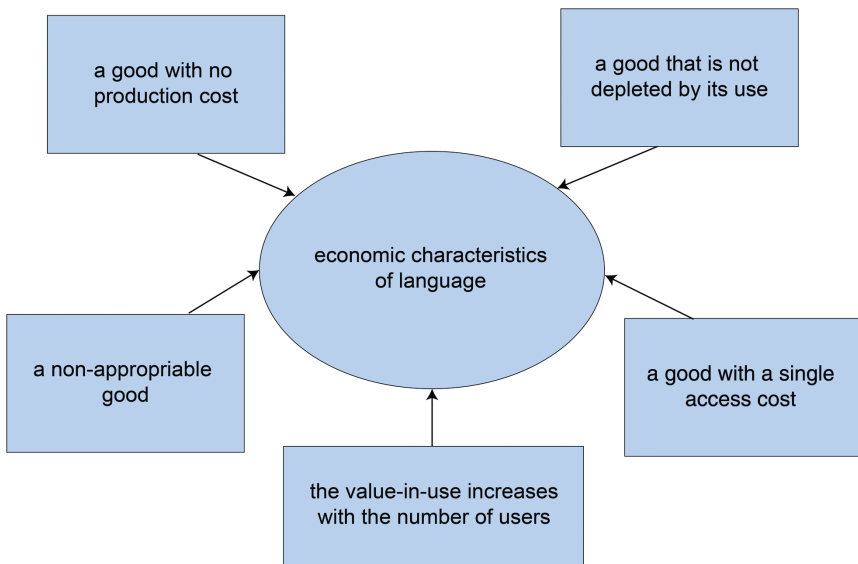 a good with no
production cost
a good that is not
depleted by its use
economic characteristics
of language
a non-appropriable
good
a good with a single
access cost
the value-in-use increases
with the number of users